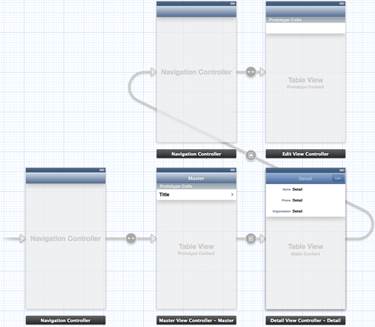 Prototype Cells
Navigation Controller
Table View
Prototype Content
Navigation Controller
Edit View Controller
Master
Detail
Prototype Cells
Title
Name Detail
Phone Detail
Organization Detail
Navigation Controller
Table View
Prototype Content
Table View
Static Content
Navigation Controller
Master View Controller - Master
Detail View Controller - Detail